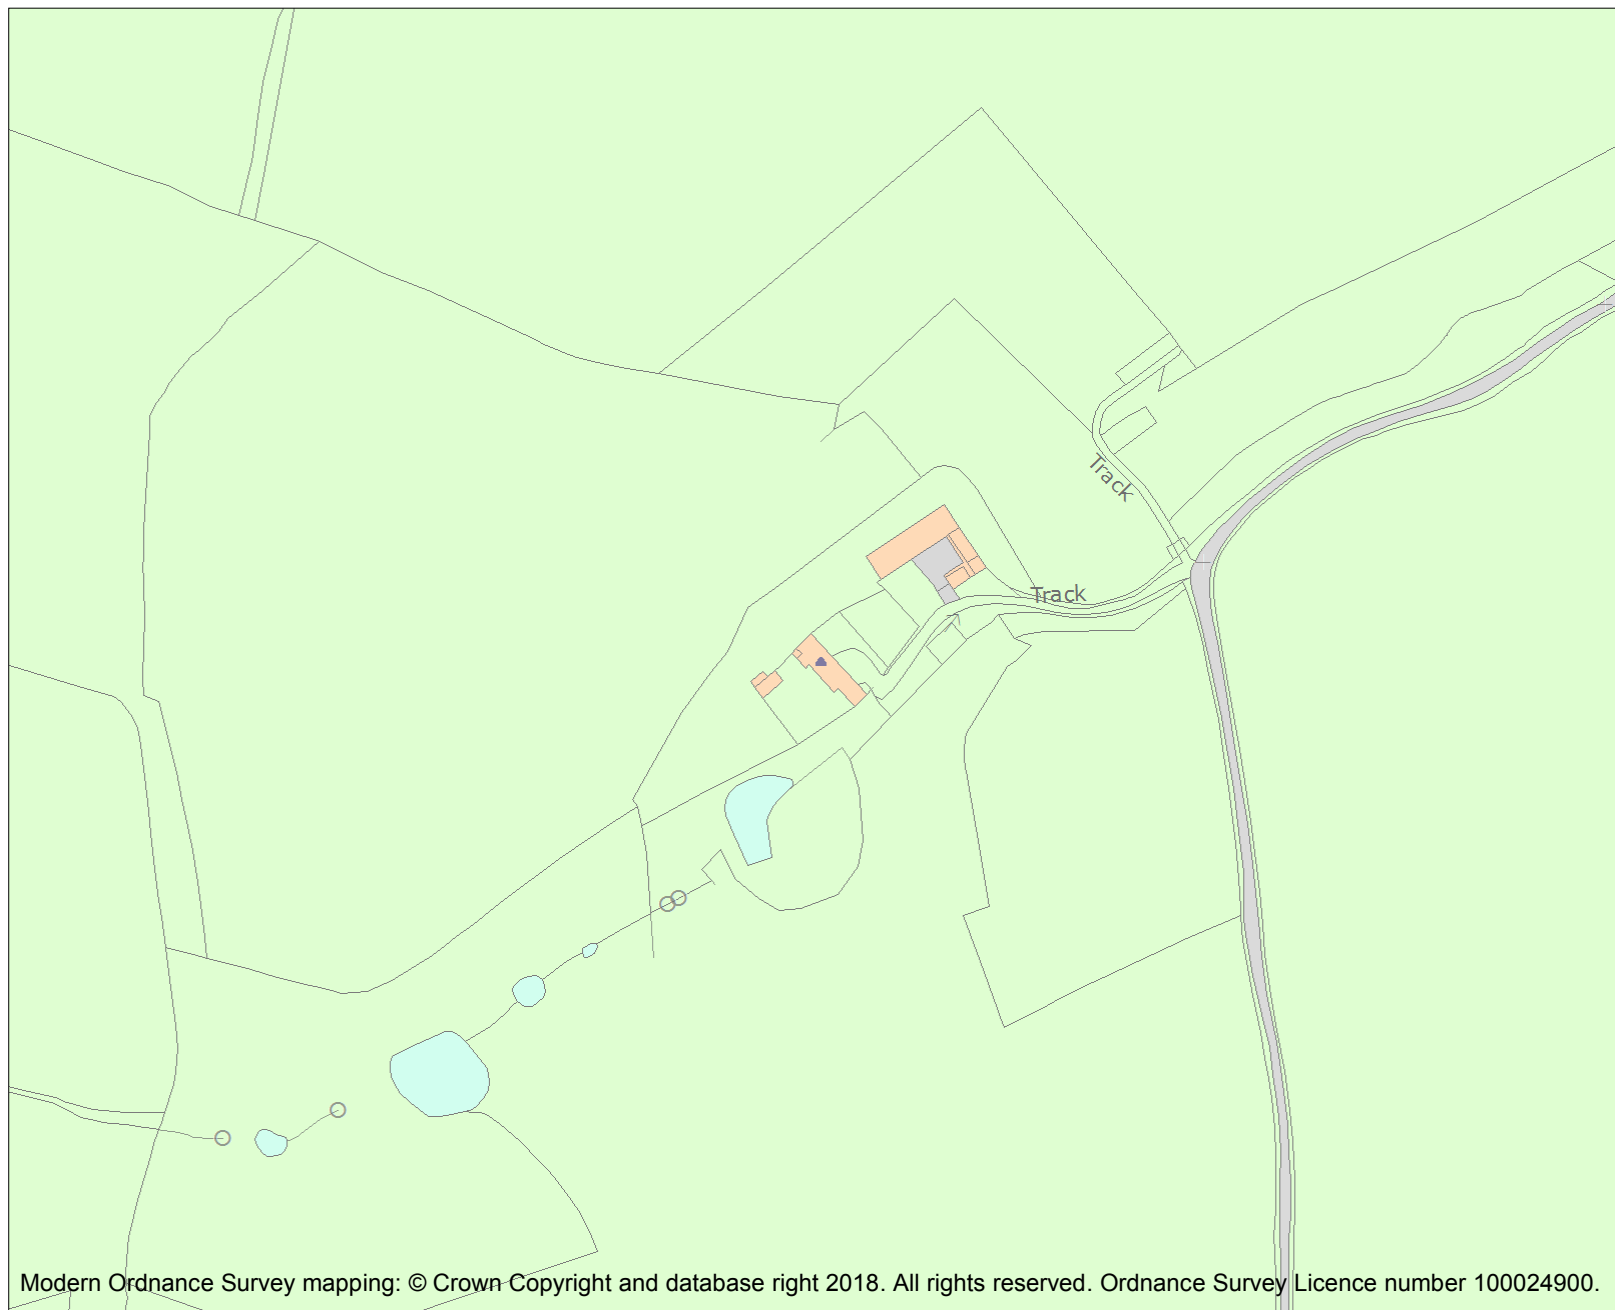 Track
Track
Modern Ordnance Survey mapping: © Crown Copyright and database right 2018. All rights reserved. Ordnance Survey Licence number 100024900.